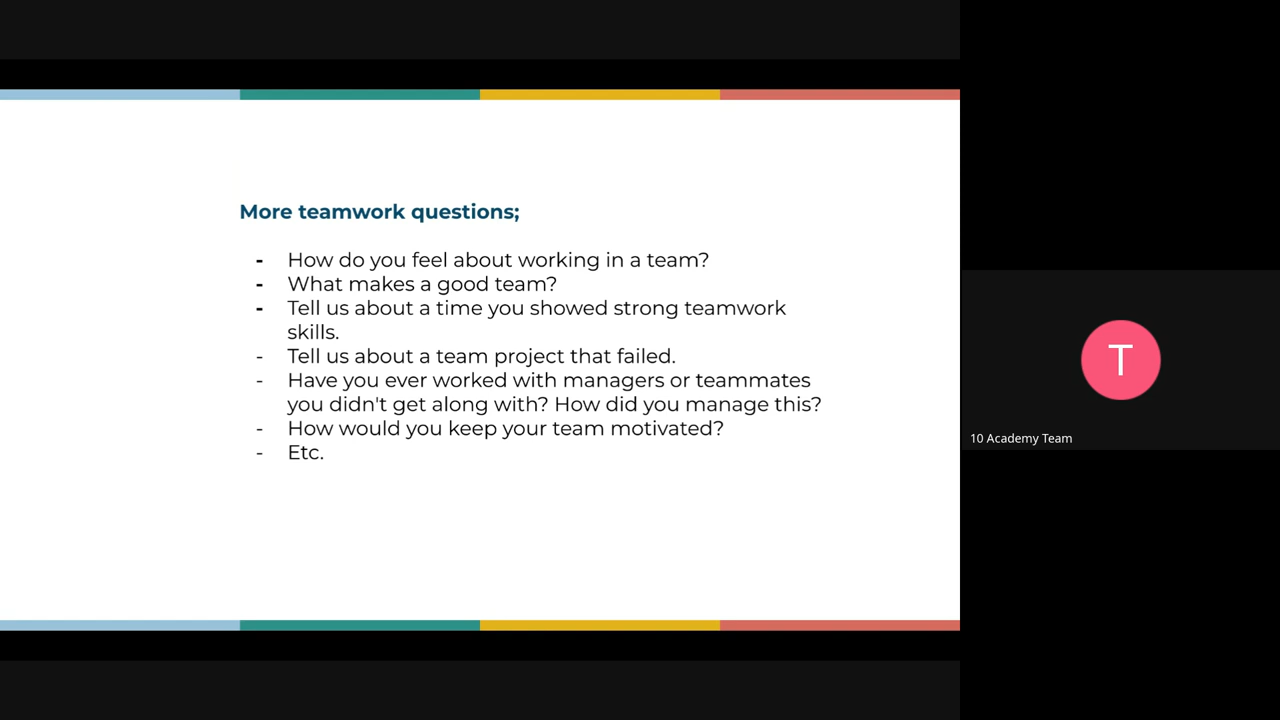 More teamwork questions;
- How do you feel about working in a team?
- What makes a good team?
- Tell us about a time you showed strong teamwork
skills.
- Tell us about a team project that failed.
- Have you ever worked with managers or teammates
you didn't get along with? How did you manage this?
- How would you keep your team motivated?
- Etc.
T
10 Academy Team